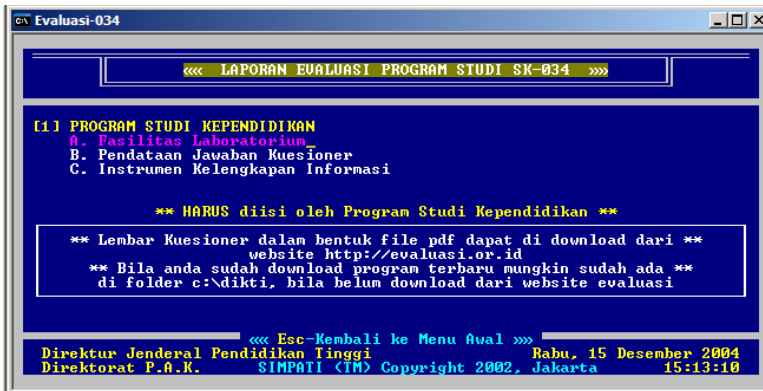 Evaluasi-034
«« LAPORAN EVALUASI PROGRAM STUDI SK-034 »»
[1] PROGRAM STUDI KEPENDIDIKAN
A. Fasilitas Laboratorium_
B. Pendataan Jawaban Kuesioner
C. Instrumen Kelengkapan Informasi
** HARUS diisi oleh Program Studi Kependidikan **
** Lembar Kuesioner dalam bentuk file pdf dapat di download dari **
website http://evaluasi.or.id
** Bila anda sudah download program terbaru mungkin sudah ada **
di folder c:\dikti, bila belum download dari website evaluasi
«« Esc-Kembali ke Menu Awal »»
Direktur Jenderal Pendidikan Tinggi Rabu, 15 Desember 2004
Direktorat P.A.K. SIMPATI (TM) Copyright 2002, Jakarta 15:13:10